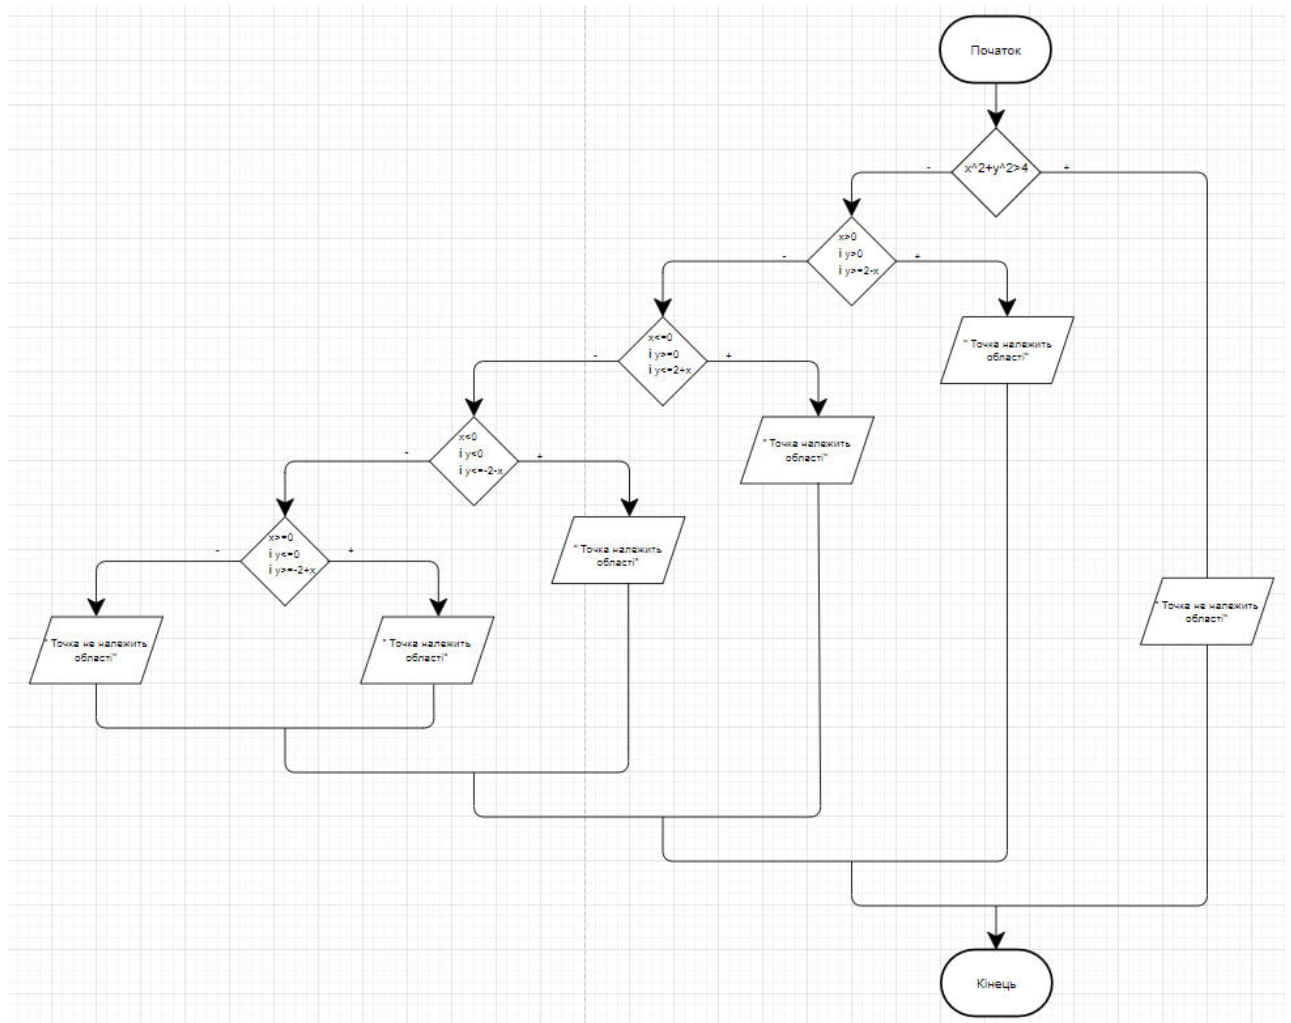 Початок
x^2+y^2>4
-
+
x>0
і y>0
і y>=2-x
-
+
x<=0
і y>=0
і y<=2+x
-
+
" Точка належить
області"
x<0
і y<0
і y<=-2-x
-
+
" Точка належить
області"
x>=0
і y<=0
і y>=-2+x
-
+
" Точка належить
області"
" Точка не належить
області"
" Точка належить
області"
" Точка не належить
області"
Кінець